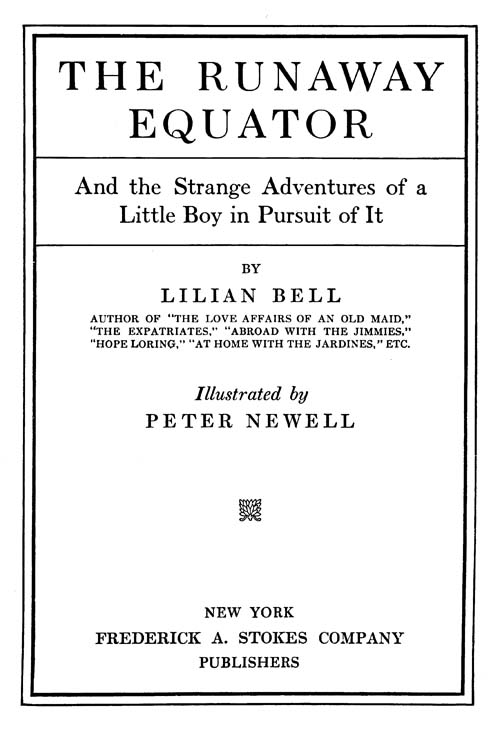 THE RUNAWAY
EQUATOR
And the Strange Adventures of a
Little Boy in Pursuit of It
BY
LILIAN BELL
AUTHOR OF "THE LOVE AFFAIRS OF AN OLD MAID,"
"THE EXPATRIATES," "ABROAD WITH THE JIMMIES,"
"HOPE LORING," "AT HOME WITH THE JARDINES," ETC.
Illustrated by
PETER NEWELL
NEW YORK
FREDERICK A. STOKES COMPANY
PUBLISHERS